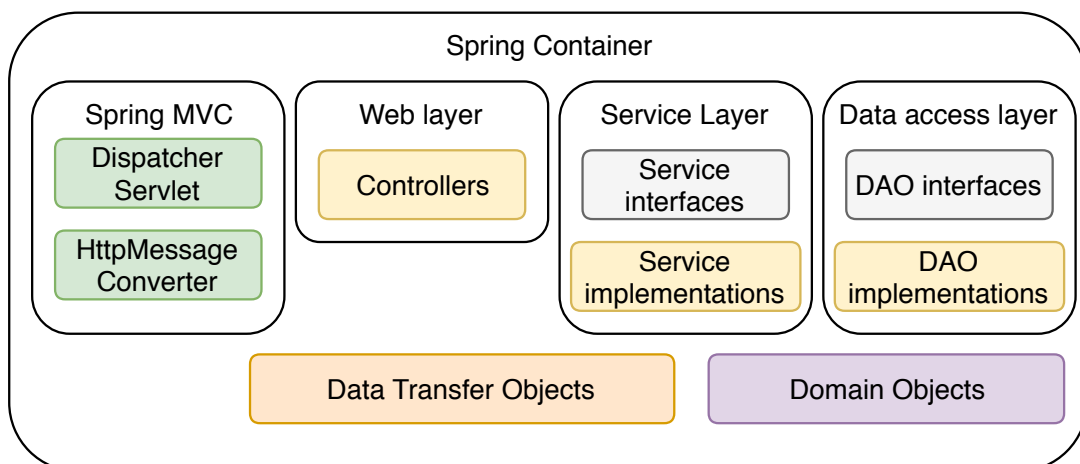 Spring Container
Spring MVC
Dispatcher
Servlet
HttpMessage
Converter
Web layer
Controllers
Service Layer
Service
interfaces
Service
implementations
Data access layer
DAO interfaces
DAO
implementations
Data Transfer Objects
Domain Objects